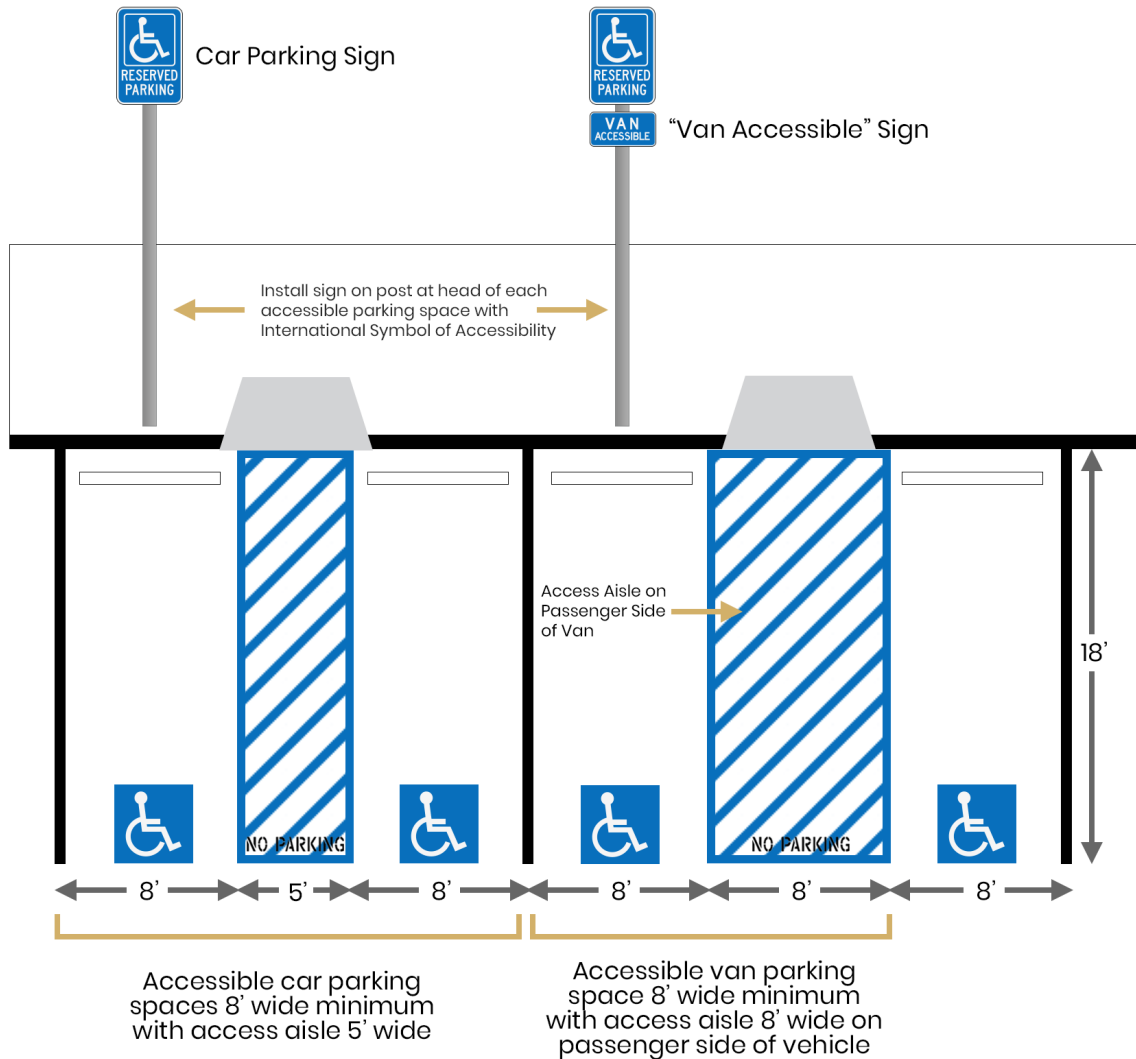 RESERVED
PARKING
Car Parking Sign
RESERVED
PARKING
VAN
ACCESSIBLE
“Van Accessible” Sign
Install sign on post at head of each
accessible parking space with
International Symbol of Accessibility
Access Aisle on
Passenger Side
of Van
18’
NO PARKING
NO PARKING
8’
5’
8’
8’
8’
8’
Accessible car parking
spaces 8’ wide minimum
with access aisle 5’ wide
Accessible van parking
space 8’ wide minimum
with access aisle 8’ wide on
passenger side of vehicle